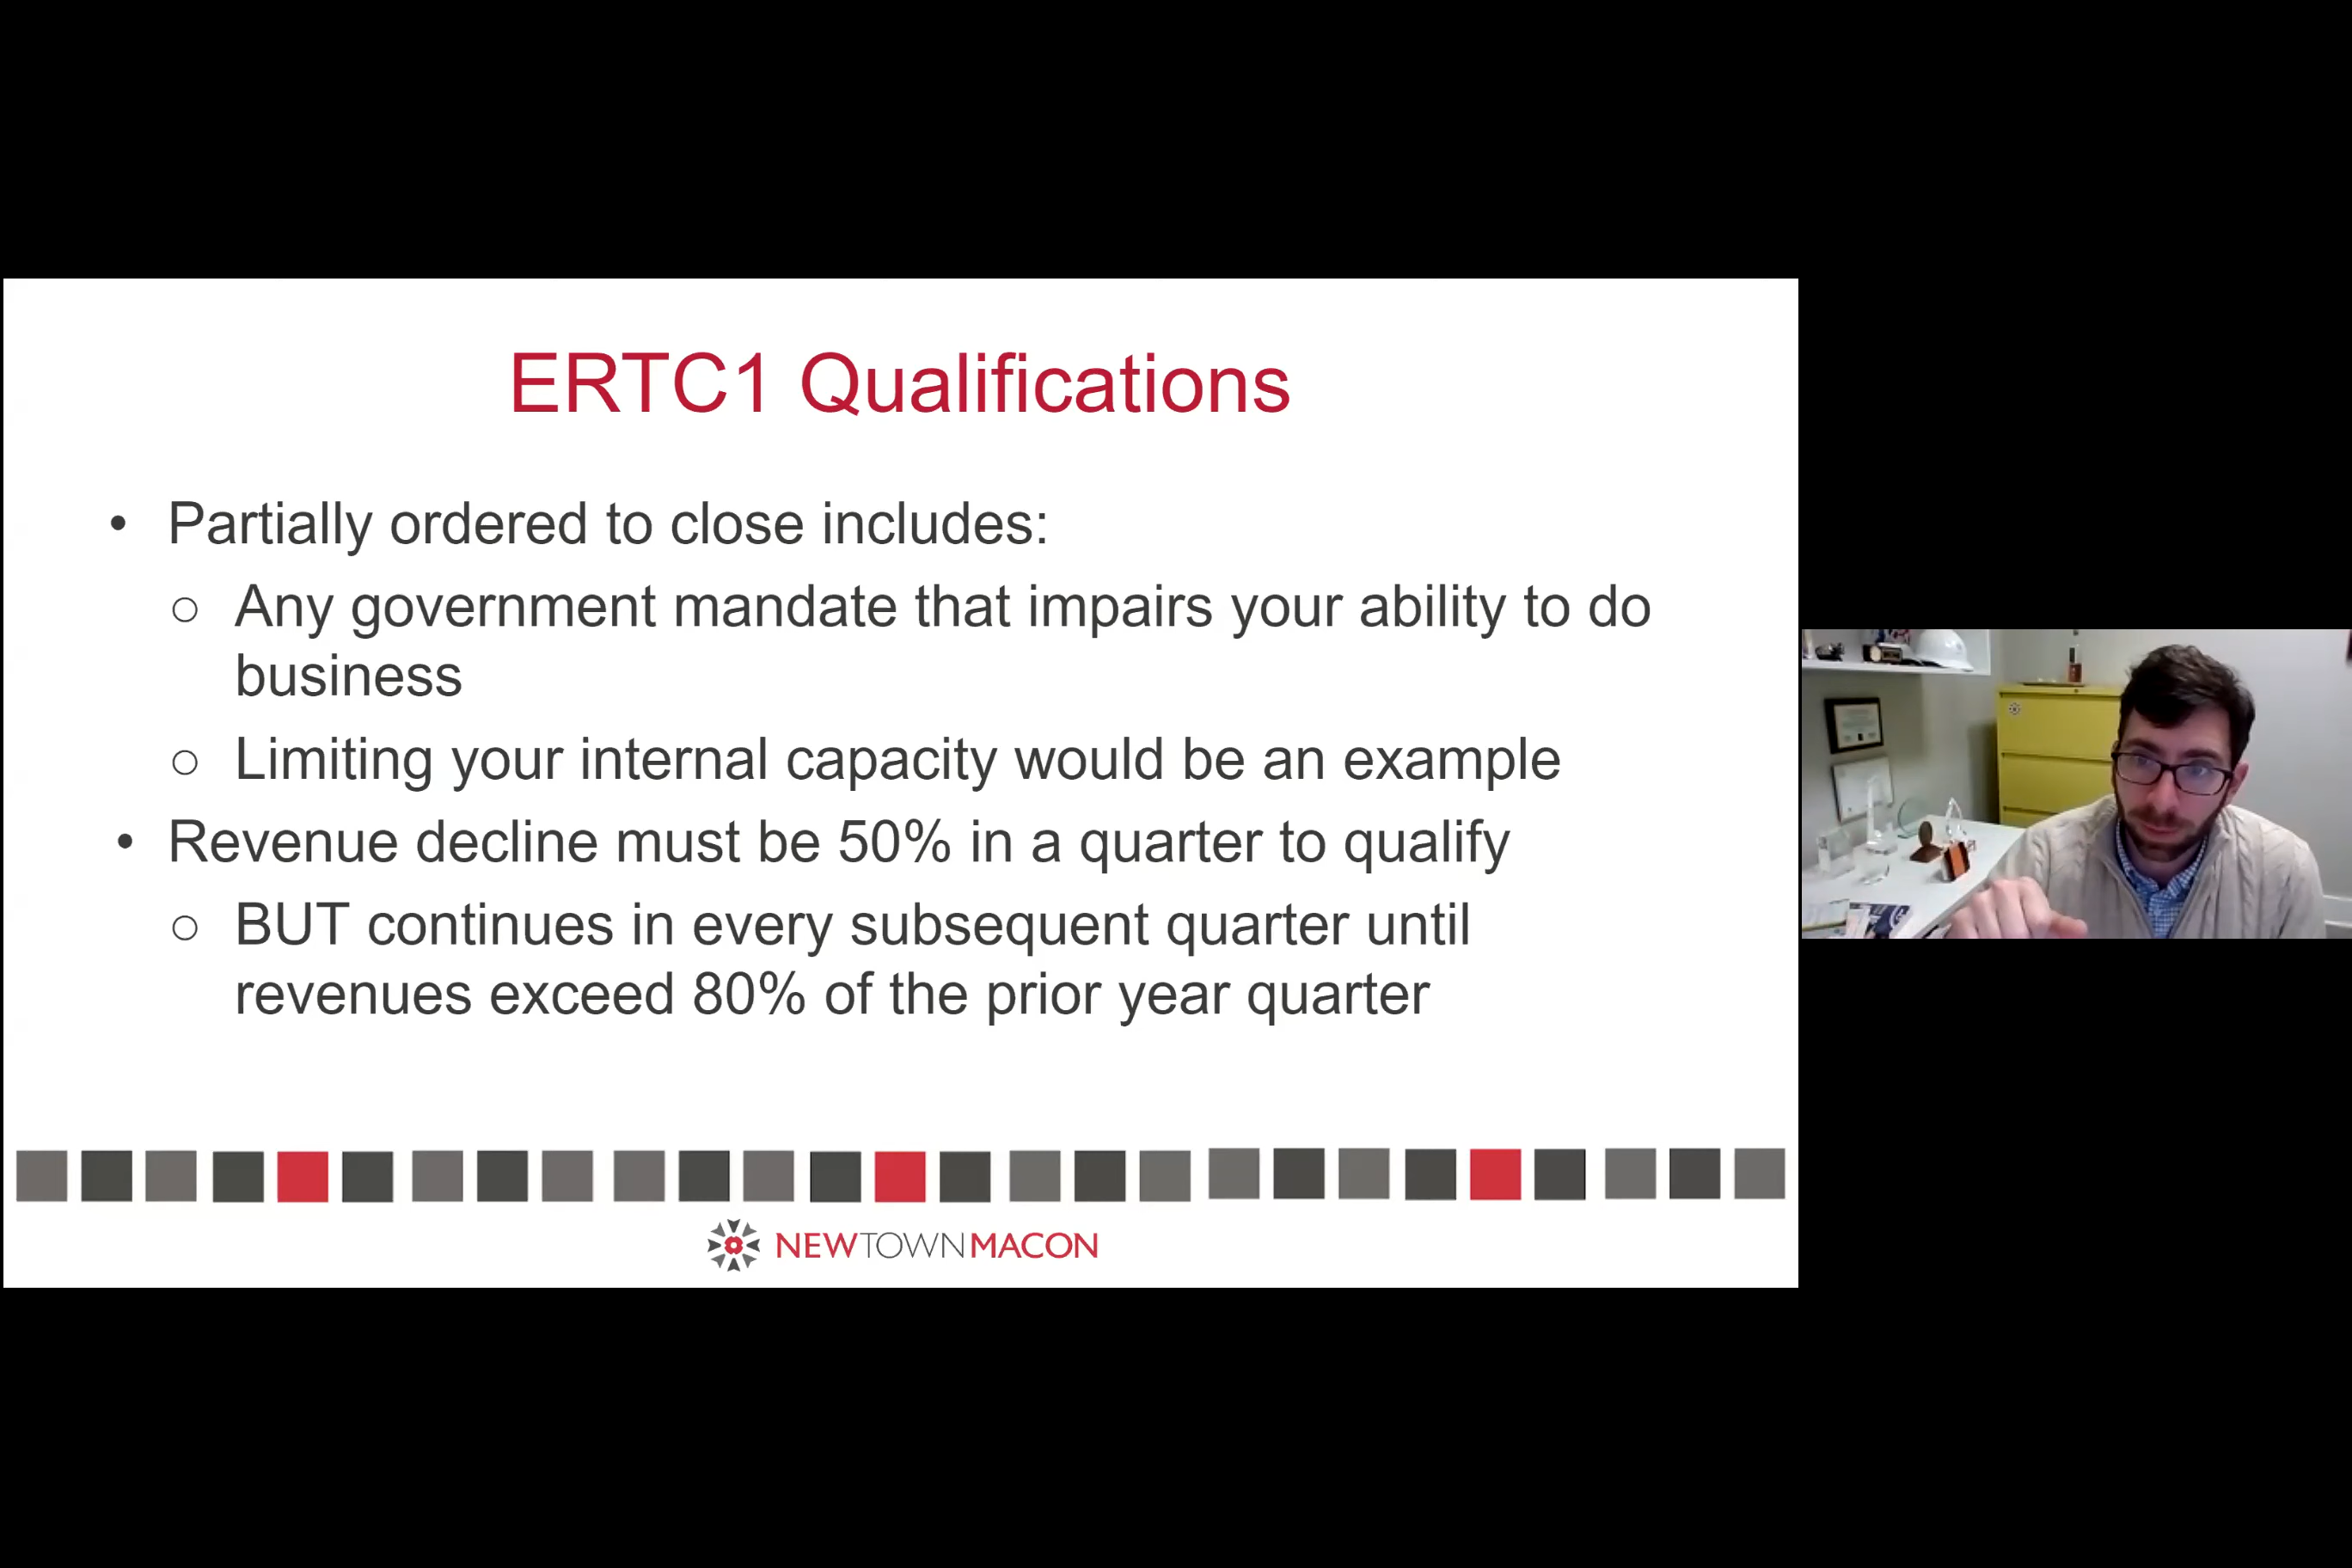 ERTC1 Qualifications
• Partially ordered to close includes:
○ Any government mandate that impairs your ability to do
business
○ Limiting your internal capacity would be an example
• Revenue decline must be 50% in a quarter to qualify
○ BUT continues in every subsequent quarter until
revenues exceed 80% of the prior year quarter
NEWTOWNMACON